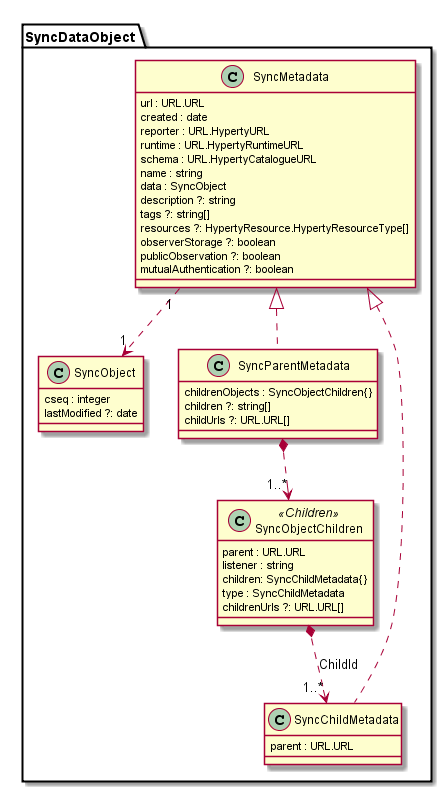 SyncDataObject
C SyncMetadata
url : URL.URL
created : date
reporter : URL.HypertyURL
runtime : URL.HypertyRuntimeURL
schema : URL.HypertyCatalogueURL
name : string
data : SyncObject
description ?: string
tags ?: string[]
resources ?: HypertyResource.HypertyResourceType[]
observerStorage ?: boolean
publicObservation ?: boolean
mutualAuthentication ?: boolean
1
1
C SyncObject
cseq : integer
lastModified ?: date
C SyncParentMetadata
childrenObjects : SyncObjectChildren{}
children ?: string[]
childUrls ?: URL.URL[]
1..*
C «Children»
SyncObjectChildren
parent : URL.URL
listener : string
children: SyncChildMetadata{}
type : SyncChildMetadata
childrenUrls ?: URL.URL[]
ChildId
1..*
C SyncChildMetadata
parent : URL.URL